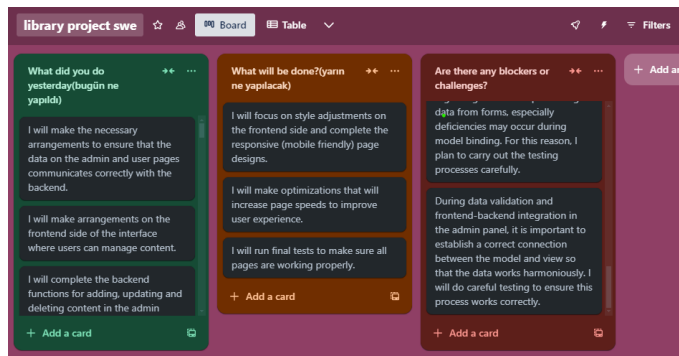 library project swe
Board
Table
Filters
What did you do
yesterday(bugün ne
yapıldı)
I will make the necessary
arrangements to ensure that the
data on the admin and user pages
communicates correctly with the
backend.
I will make arrangements on the
frontend side of the interface
where users can manage content.
I will complete the backend
functions for adding, updating and
deleting content in the admin
+ Add a card
What will be done?(yarın
ne yapılacak)
I will focus on style adjustments on
the frontend side and complete the
responsive (mobile friendly) page
designs.
I will make optimizations that will
increase page speeds to improve
user experience.
I will run final tests to make sure all
pages are working properly.
+ Add a card
Are there any blockers or
challenges?
data from forms, especially
deficiencies may occur during
model binding. For this reason, I
plan to carry out the testing
processes carefully.
During data validation and
frontend-backend integration in
the admin panel, it is important to
establish a correct connection
between the model and view so
that the data works harmoniously. I
will do careful testing to ensure this
process works correctly.
+ Add a card
+ Add an